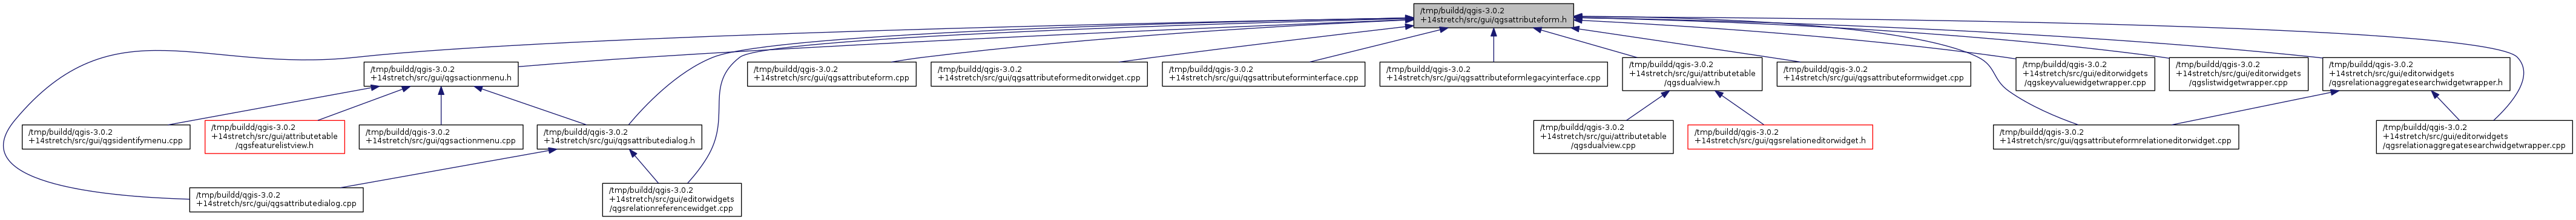 /tmp/buildd/qgis-3.0.2
+14stretch/src/gui/qgsattributeform.h
/tmp/buildd/qgis-3.0.2
+14stretch/src/gui/qgsactionmenu.h
/tmp/buildd/qgis-3.0.2
+14stretch/src/gui/qgsattributeform.cpp
/tmp/buildd/qgis-3.0.2
+14stretch/src/gui/qgsattributeformeditorwidget.cpp
/tmp/buildd/qgis-3.0.2
+14stretch/src/gui/qgsattributeforminterface.cpp
/tmp/buildd/qgis-3.0.2
+14stretch/src/gui/qgsattributeformlegacyinterface.cpp
/tmp/buildd/qgis-3.0.2
+14stretch/src/gui/attributetable
/qgsdualview.h
/tmp/buildd/qgis-3.0.2
+14stretch/src/gui/qgsattributeformwidget.cpp
/tmp/buildd/qgis-3.0.2
+14stretch/src/gui/editorwidgets
/qgskeyvaluewidgetwrapper.cpp
/tmp/buildd/qgis-3.0.2
+14stretch/src/gui/editorwidgets
/qgslistwidgetwrapper.cpp
/tmp/buildd/qgis-3.0.2
+14stretch/src/gui/editorwidgets
/qgsrelationaggregatesearchwidgetwrapper.h
/tmp/buildd/qgis-3.0.2
+14stretch/src/gui/qgsidentifymenu.cpp
/tmp/buildd/qgis-3.0.2
+14stretch/src/gui/attributetable
/qgsfeaturelistview.h
/tmp/buildd/qgis-3.0.2
+14stretch/src/gui/qgsactionmenu.cpp
/tmp/buildd/qgis-3.0.2
+14stretch/src/gui/qgsattributedialog.h
/tmp/buildd/qgis-3.0.2
+14stretch/src/gui/attributetable
/qgsdualview.cpp
/tmp/buildd/qgis-3.0.2
+14stretch/src/gui/qgsrelationeditorwidget.h
/tmp/buildd/qgis-3.0.2
+14stretch/src/gui/qgsattributeformrelationeditorwidget.cpp
/tmp/buildd/qgis-3.0.2
+14stretch/src/gui/editorwidgets
/qgsrelationaggregatesearchwidgetwrapper.cpp
/tmp/buildd/qgis-3.0.2
+14stretch/src/gui/qgsattributedialog.cpp
/tmp/buildd/qgis-3.0.2
+14stretch/src/gui/editorwidgets
/qgsrelationreferencewidget.cpp